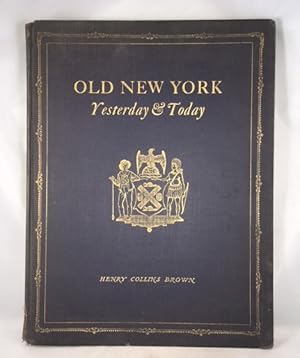 OLD NEW YORK
Yesterday & Today
HENRY COLLINS BROWN